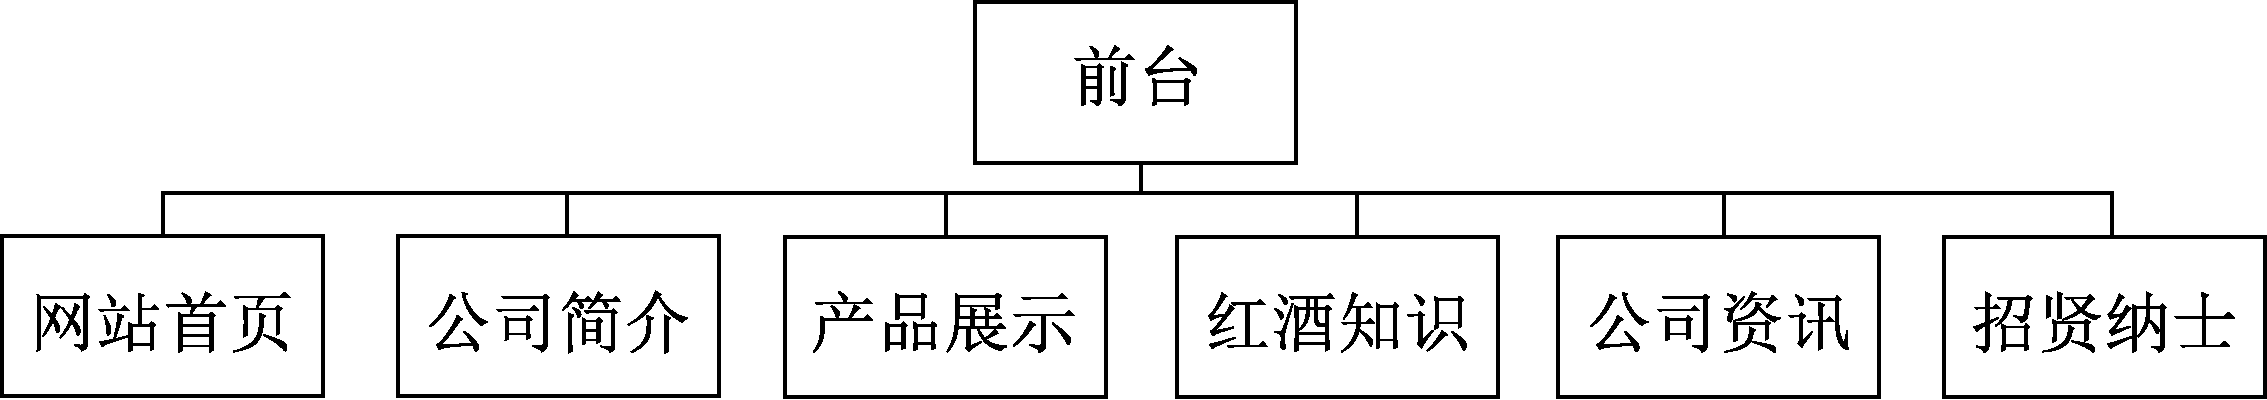 前台
网站首页
公司简介
产品展示
红酒知识
公司资讯
招贤纳士